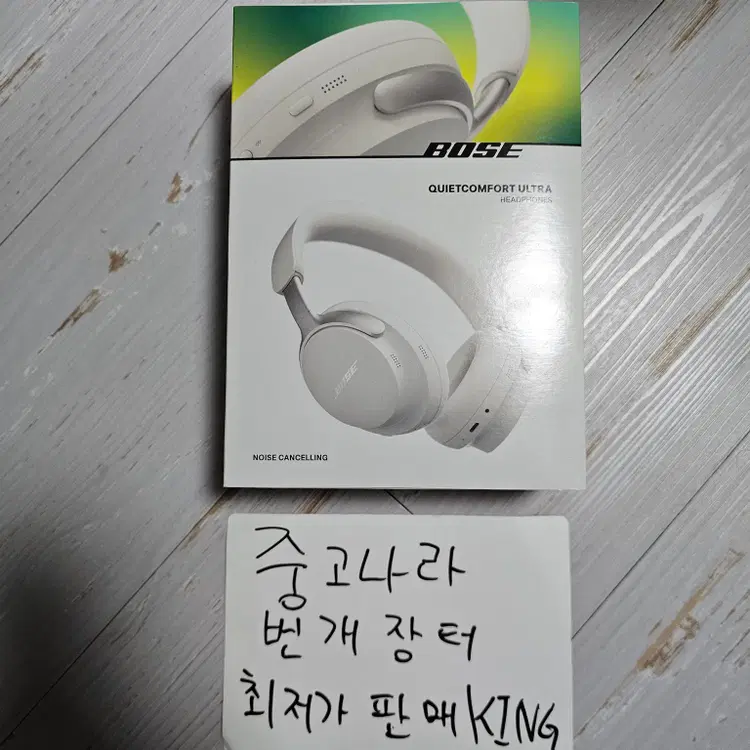 BOSE
QUIETCOMFORT ULTRA
HEADPHONES
BOSE
NOISE CANCELLING
중고나라
번개장터
최저가 판매KING